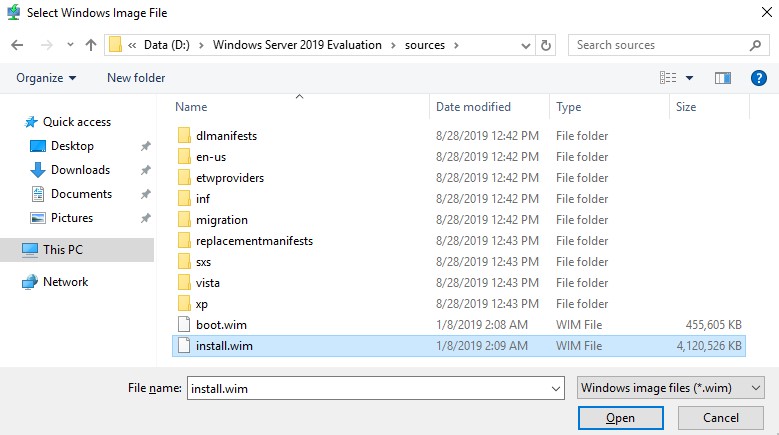 Select Windows Image File
« Data (D:) › Windows Server 2019 Evaluation › sources ›
Search sources
Organize
New folder
Name Date modified Type Size
Quick access
Desktop
Downloads
Documents
Pictures
This PC
Network
dlmanifests 8/28/2019 12:42 PM File folder
en-us 8/28/2019 12:42 PM File folder
etwproviders 8/28/2019 12:42 PM File folder
inf 8/28/2019 12:42 PM File folder
migration 8/28/2019 12:42 PM File folder
replacementmanifests 8/28/2019 12:43 PM File folder
sxs 8/28/2019 12:43 PM File folder
vista 8/28/2019 12:43 PM File folder
xp 8/28/2019 12:43 PM File folder
boot.wim 1/8/2019 2:08 AM WIM File 455,605 KB
install.wim 1/8/2019 2:09 AM WIM File 4,120,526 KB
File name: install.wim Windows image files (*.wim)
Open Cancel